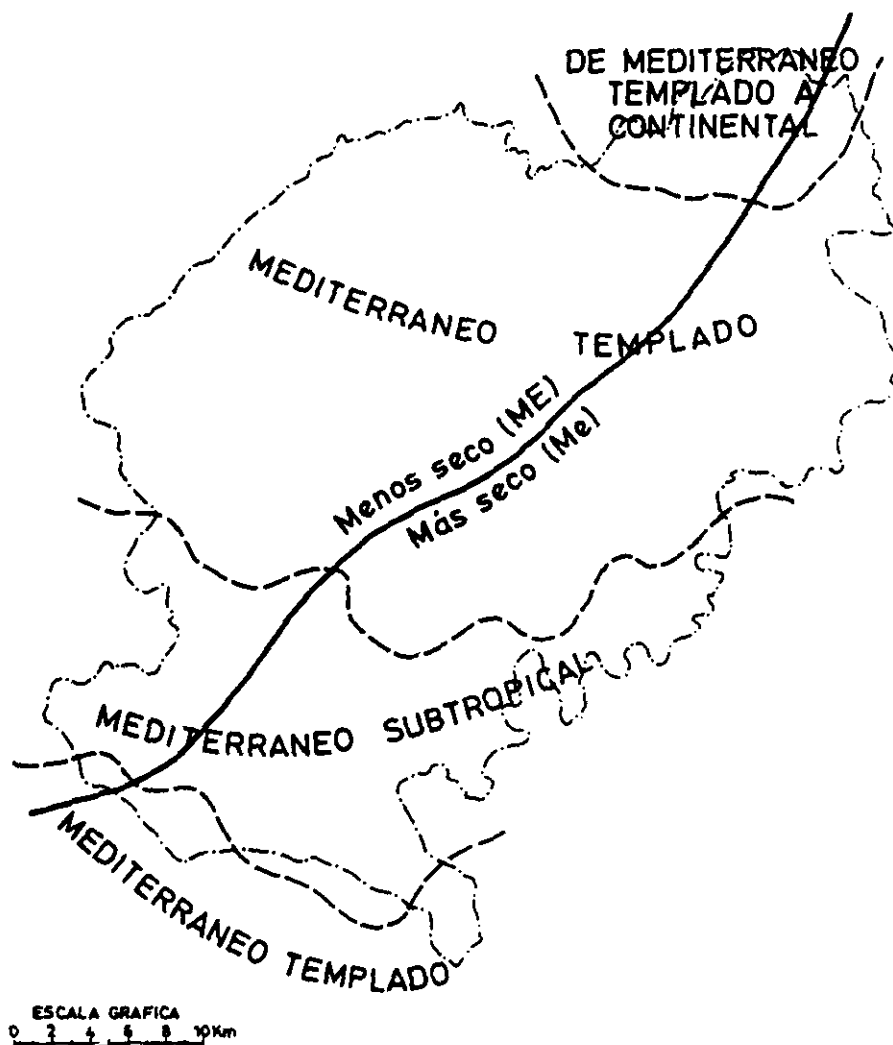 DE MEDITERRANEO
TEMPLADO A
CONTINENTAL
MEDITERRANEO TEMPLADO
Menos seco (ME)
Más seco (Me)
MEDITERRANEO SUBTROPICAL
MEDITERRANEO TEMPLADO
ESCALA GRAFICA
0 2 4 6 8 10Km